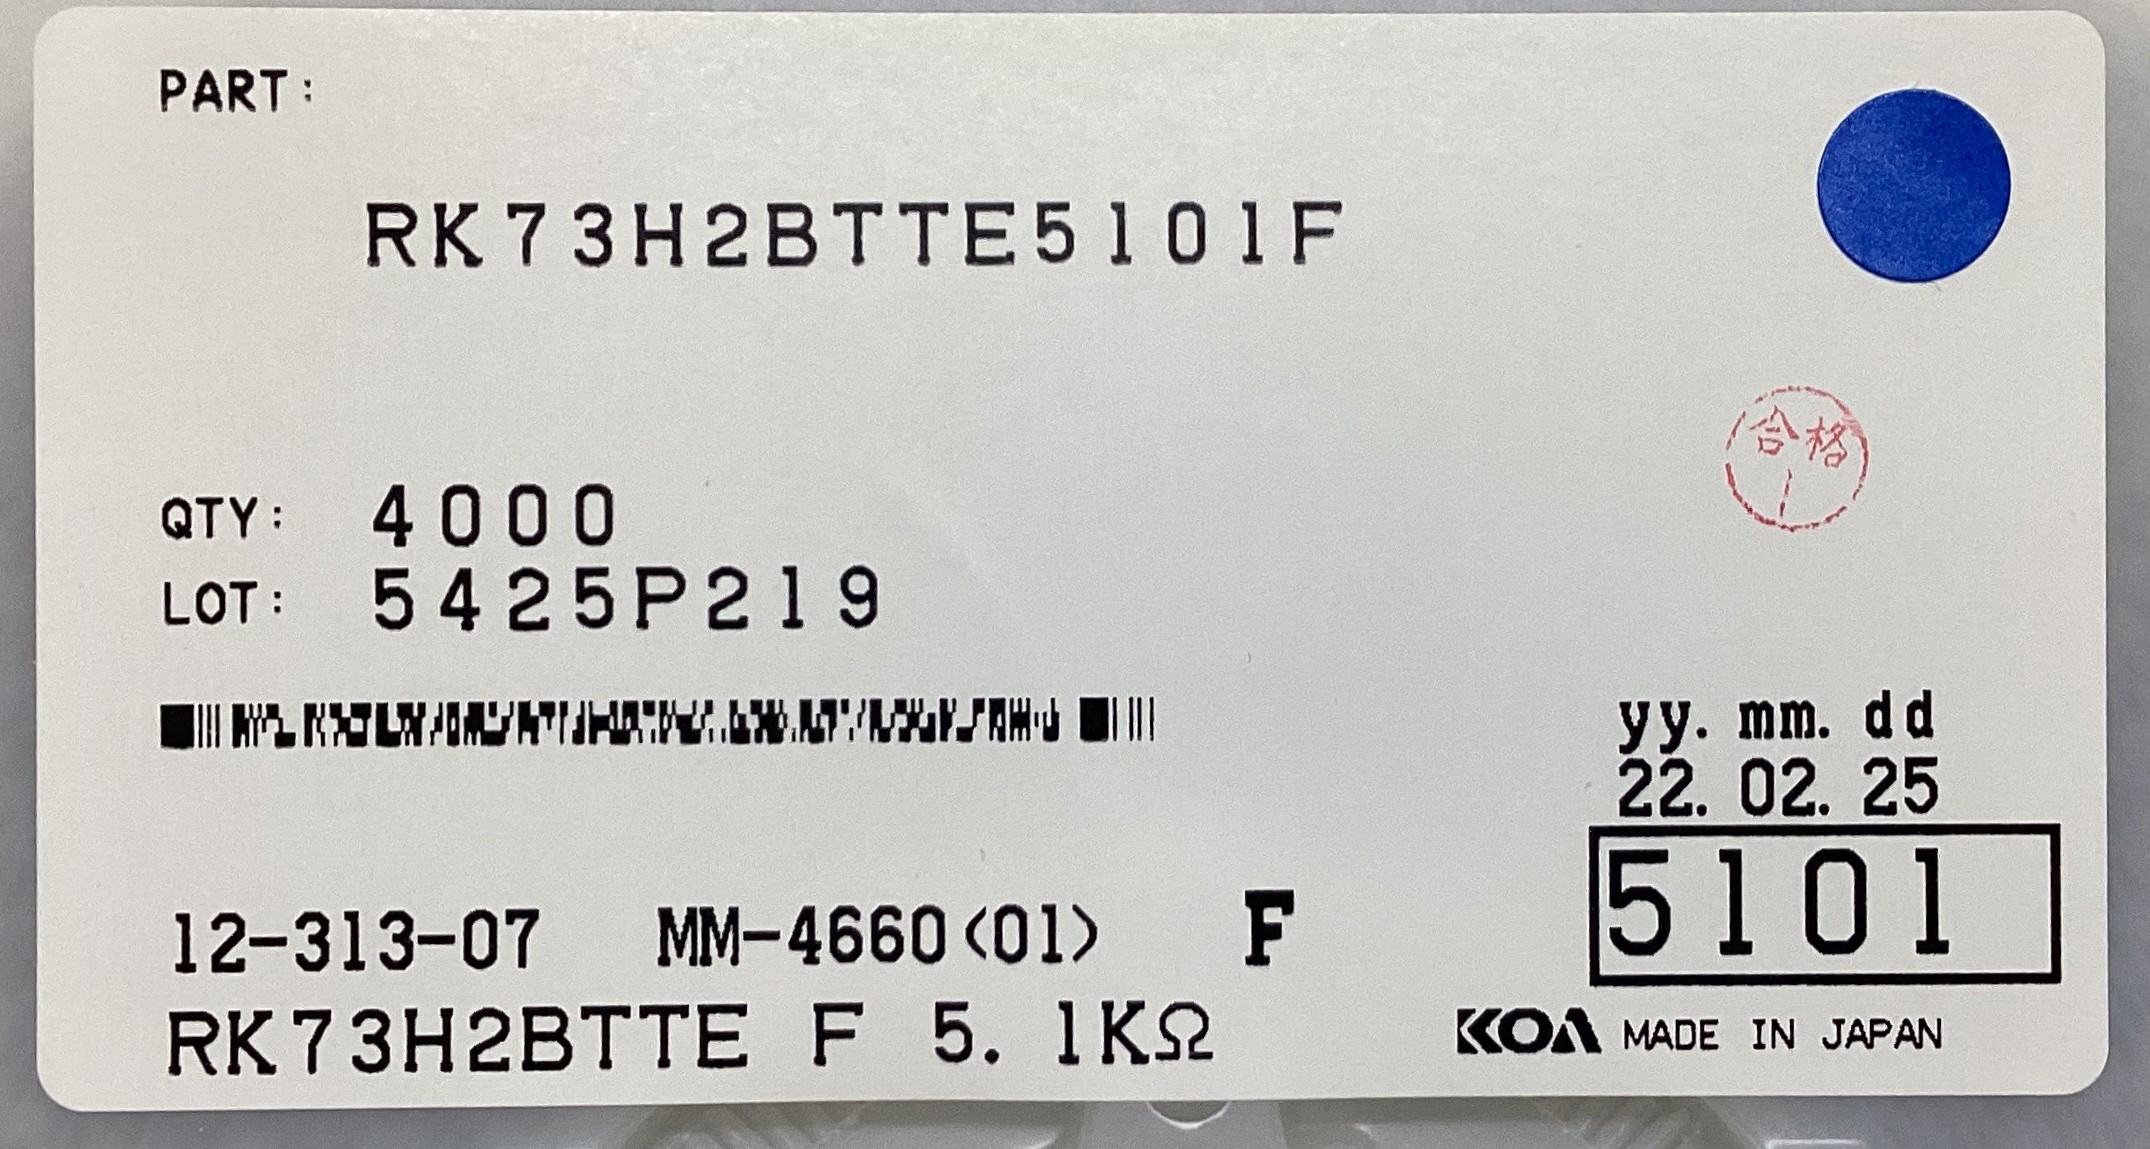 PART:
RK73H2BTTE5101F
合格
QTY: 4000
LOT: 5425P219
yy. mm. dd
22. 02. 25
5101
12-313-07 MM-4660<01> F
RK73H2BTTE F 5. 1KΩ
KOA MADE IN JAPAN